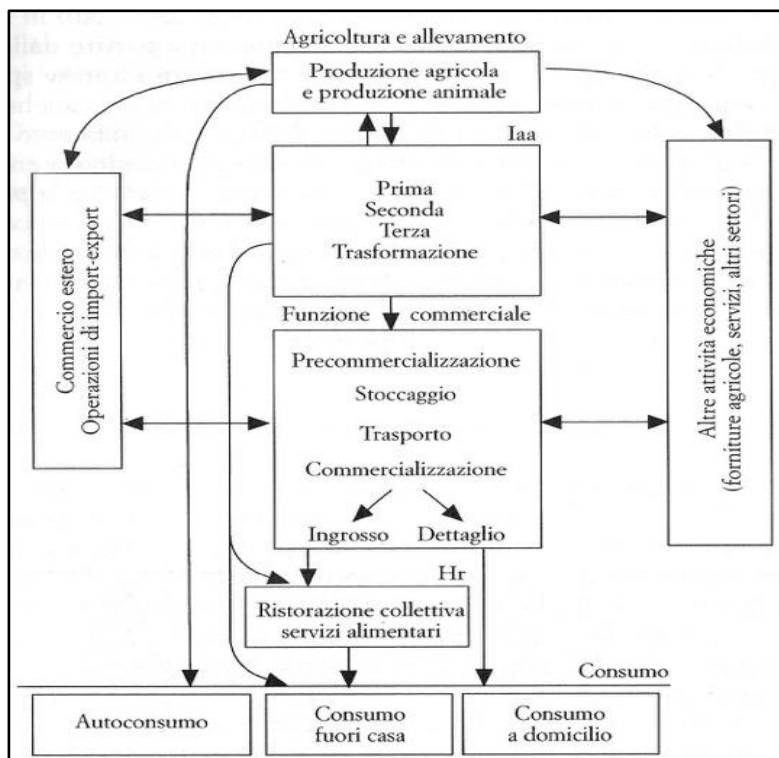 Agricoltura e allevamento
Produzione agricola
e produzione animale
Iaa
Prima
Seconda
Terza
Trasformazione
Commercio estero
Operazioni di import-export
Altre attività economiche
(forniture agricole, servizi, altri settori)
Funzione commerciale
Precommercializzazione
Stoccaggio
Trasporto
Commercializzazione
Ingrosso Dettaglio
Hr
Ristorazione collettiva
servizi alimentari
Consumo
Autoconsumo
Consumo
fuori casa
Consumo
a domicilio